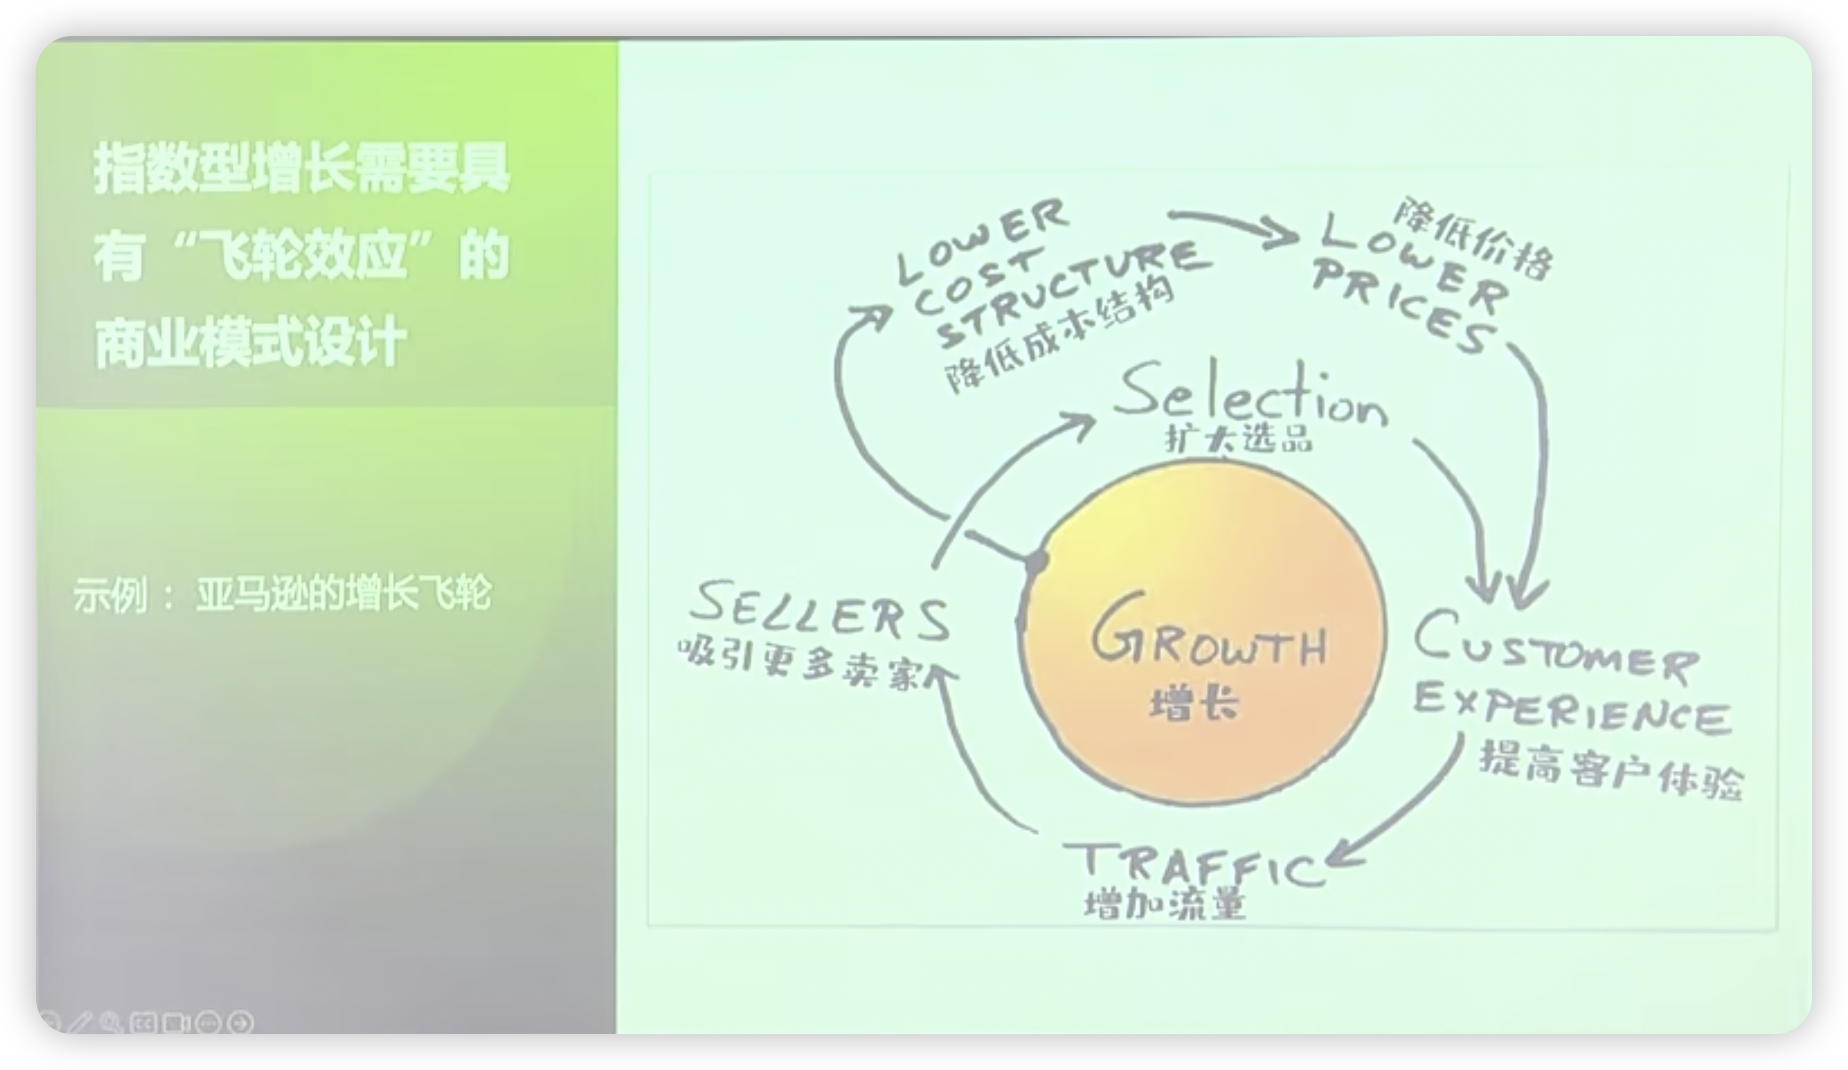 指数型增长需要具
有“飞轮效应”的
商业模式设计
示例：亚马逊的增长飞轮
LOWER
COST
STRUCTURE
降低成本结构
降低价格
LOWER
PRICES
Selection
扩大选品
SELLERS
吸引更多卖家
GROWTH
增长
CUSTOMER
EXPERIENCE
提高客户体验
TRAFFIC
增加流量
CC